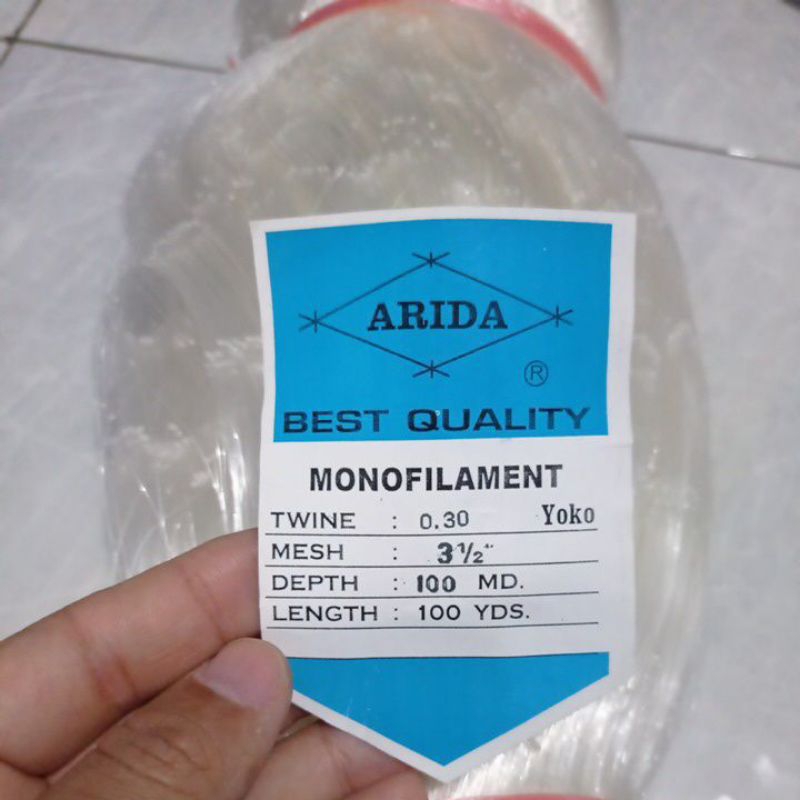 ARIDA
®
BEST QUALITY
MONOFILAMENT
TWINE : 0.30 Yoko
MESH : 3½"
DEPTH : 100 MD.
LENGTH : 100 YDS.